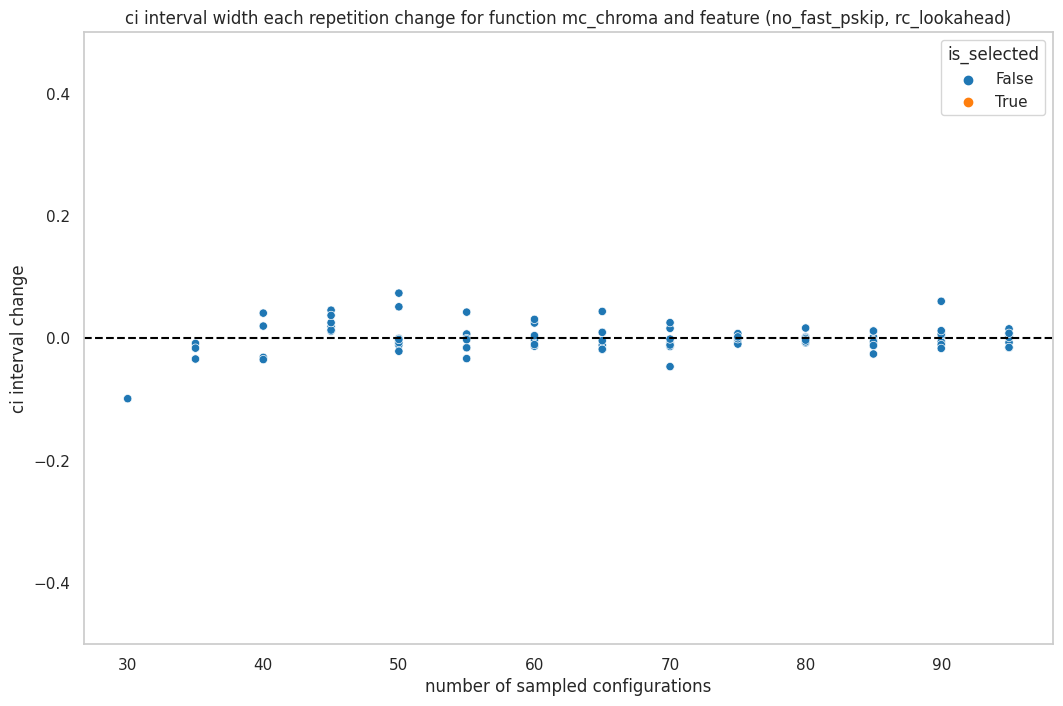 ci interval width each repetition change for function mc_chroma and feature (no_fast_pskip, rc_lookahead)
is_selected
False
True
ci interval change
0.4
0.2
0.0
−0.2
−0.4
30 40 50 60 70 80 90
number of sampled configurations